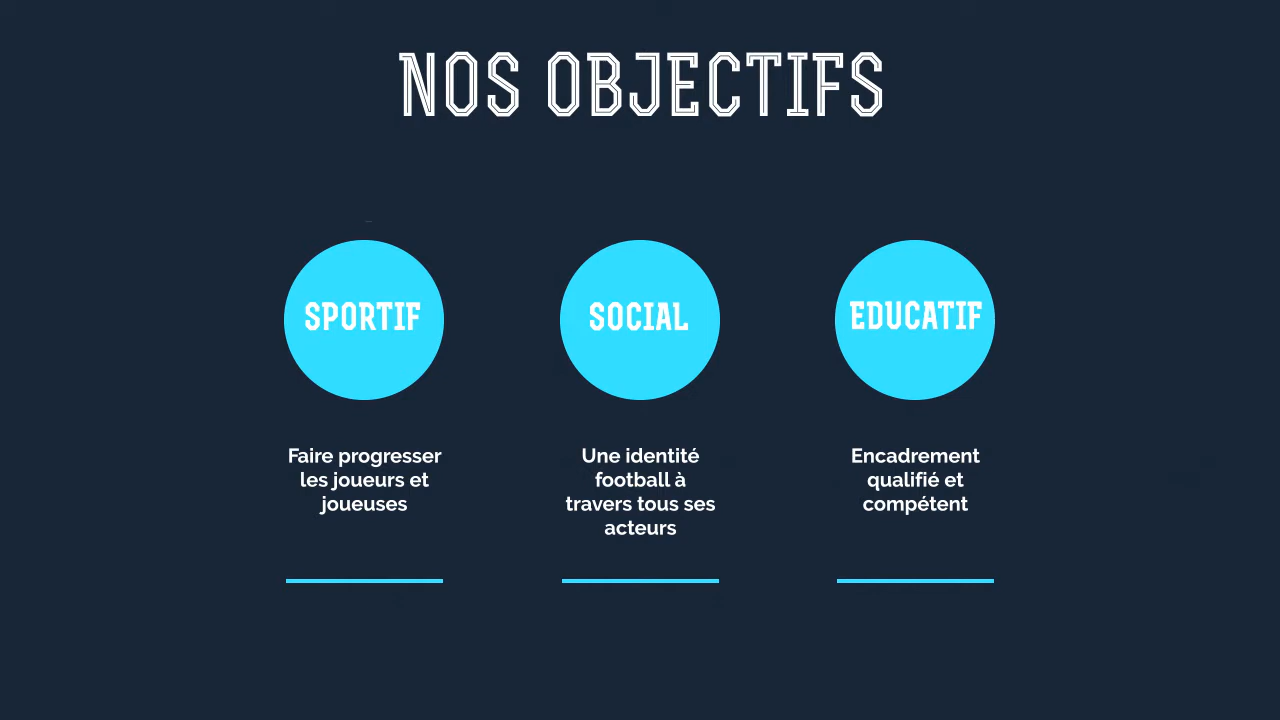 NOS OBJECTIFS
SPORTIF
Faire progresser
les joueurs et
joueuses
SOCIAL
Une identité
football à
travers tous ses
acteurs
EDUCATIF
Encadrement
qualifié et
compétent